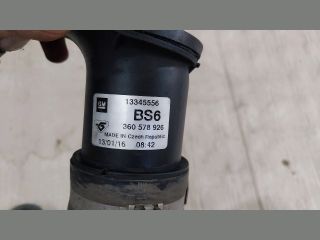 GM
13345556
BS6
360 578 926
MADE IN Czech Republic
13/01/16 08:42